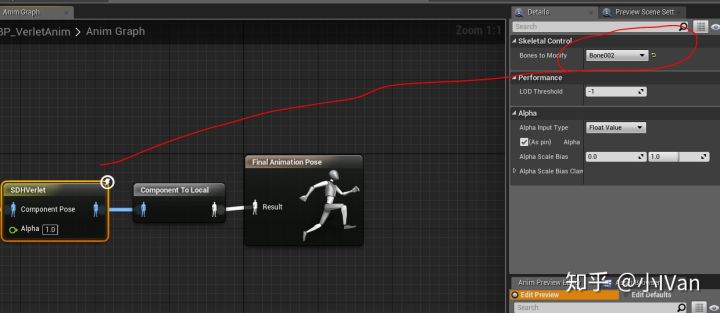 Anim Graph
BP_VerletAnim > Anim Graph
Zoom 1:1
SDHVerlet
Component Pose
Alpha 1.0
Component To Local
Final Animation Pose
Result
Details
Preview Scene Sett
Search
Skeletal Control
Bones to Modify Bone002
Performance
LOD Threshold -1
Alpha
Alpha Input Type Float Value
(As pin) Alpha
Alpha Scale Bias 0.0 1.0
Alpha Scale Bias Clam
Anim Preview
Edit Preview
Edit Defaults
Search
知乎 @小IVan